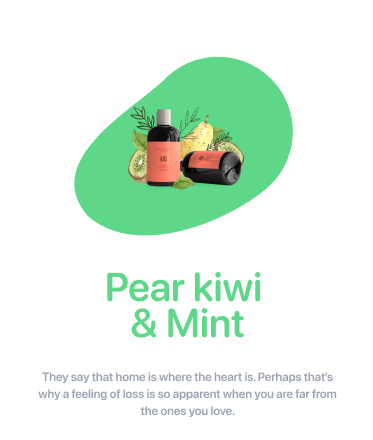 Pear kiwi
& Mint
They say that home is where the heart is. Perhaps that's
why a feeling of loss is so apparent when you are far from
the ones you love.